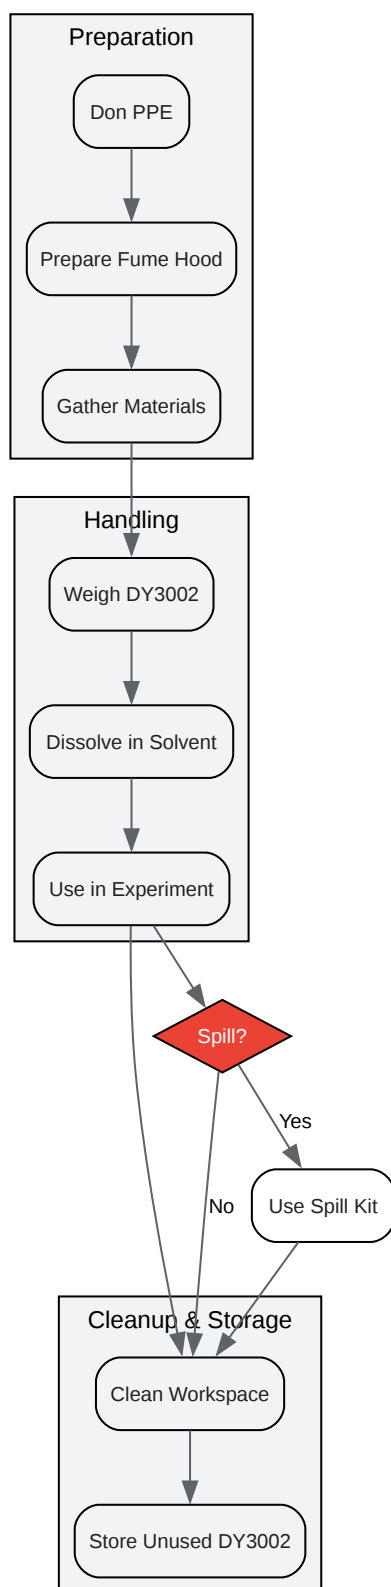 Preparation
Don PPE
Prepare Fume Hood
Gather Materials
Handling
Weigh DY3002
Dissolve in Solvent
Use in Experiment
Spill?
Yes
No
Use Spill Kit
Cleanup & Storage
Clean Workspace
Store Unused DY3002